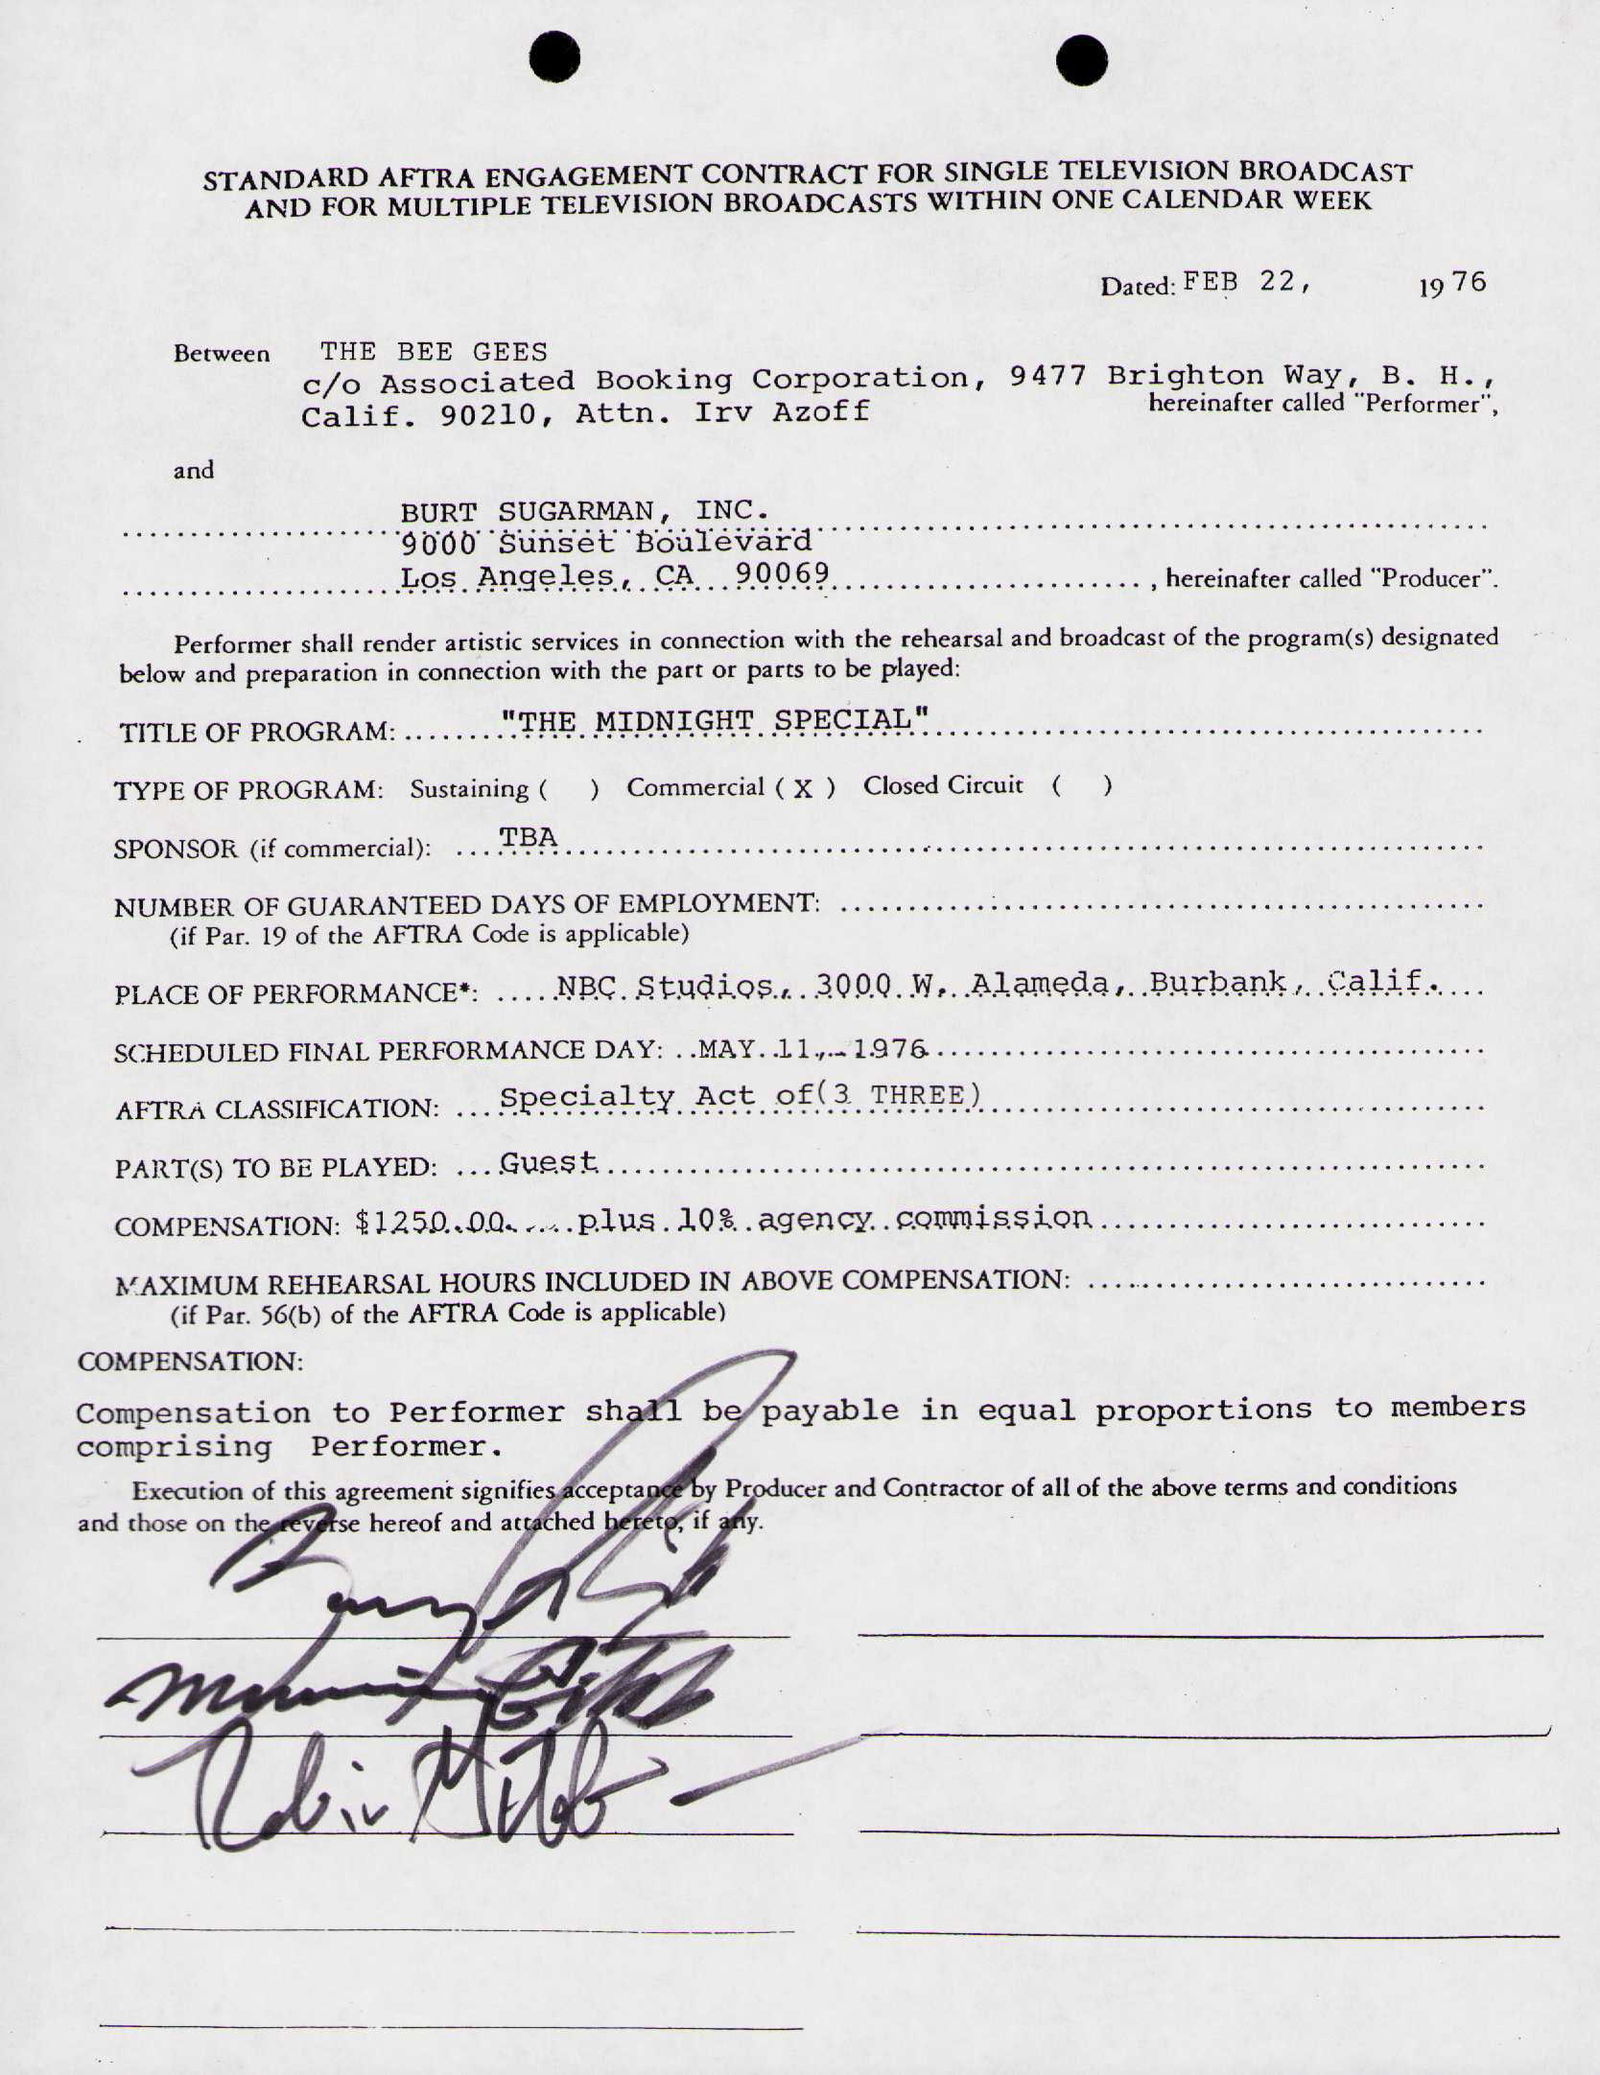 STANDARD AFTRA ENGAGEMENT CONTRACT FOR SINGLE TELEVISION BROADCAST
AND FOR MULTIPLE TELEVISION BROADCASTS WITHIN ONE CALENDAR WEEK
Dated: FEB 22, 1976
Between THE BEE GEES
c/o Associated Booking Corporation, 9477 Brighton Way, B. H.,
Calif. 90210, Attn. Irv Azoff hereinafter called "Performer",
and
BURT SUGARMAN, INC.
9000 Sunset Boulevard
Los Angeles, CA 90069, hereinafter called "Producer".
Performer shall render artistic services in connection with the rehearsal and broadcast of the program(s) designated
below and preparation in connection with the part or parts to be played:
TITLE OF PROGRAM: "THE MIDNIGHT SPECIAL"
TYPE OF PROGRAM: Sustaining ( ) Commercial ( X ) Closed Circuit ( )
SPONSOR (if commercial): TBA
NUMBER OF GUARANTEED DAYS OF EMPLOYMENT:
(if Par. 19 of the AFTRA Code is applicable)
PLACE OF PERFORMANCE*: NBC Studios, 3000 W. Alameda, Burbank, Calif.
SCHEDULED FINAL PERFORMANCE DAY: MAY 11, 1976
AFTRA CLASSIFICATION: Specialty Act of(3 THREE)
PART(S) TO BE PLAYED: Guest
COMPENSATION: $1250.00 plus 10% agency commission
MAXIMUM REHEARSAL HOURS INCLUDED IN ABOVE COMPENSATION:
(if Par. 56(b) of the AFTRA Code is applicable)
COMPENSATION:
Compensation to Performer shall be payable in equal proportions to members
comprising Performer.
Execution of this agreement signifies acceptance by Producer and Contractor of all of the above terms and conditions
and those on the reverse hereof and attached hereto, if any.
Barry Gibb
Maurice Gibb
Robin Gibb